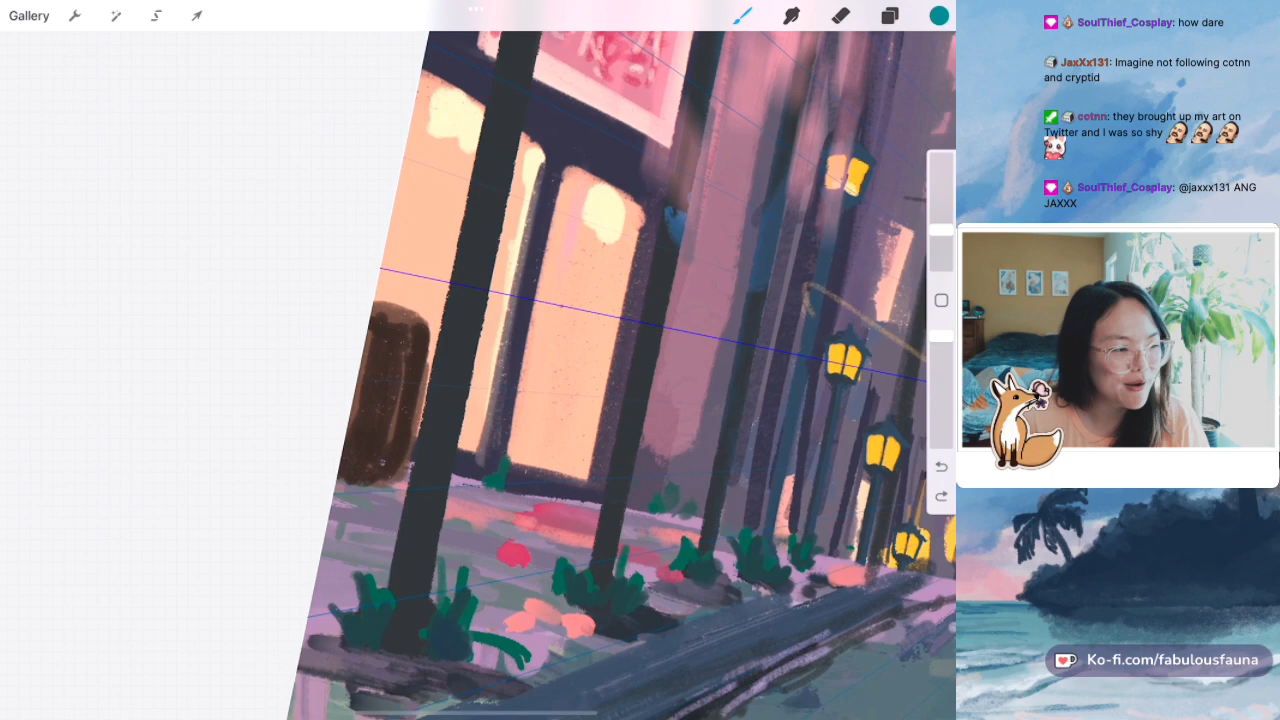 Gallery
SoulThief_Cosplay: how dare
JaxXx131: Imagine not following cotnn
and cryptid
cotnn: they brought up my art on
Twitter and I was so shy
SoulThief_Cosplay: @jaxxx131 ANG
JAXXX
Ko-fi.com/fabulousfauna